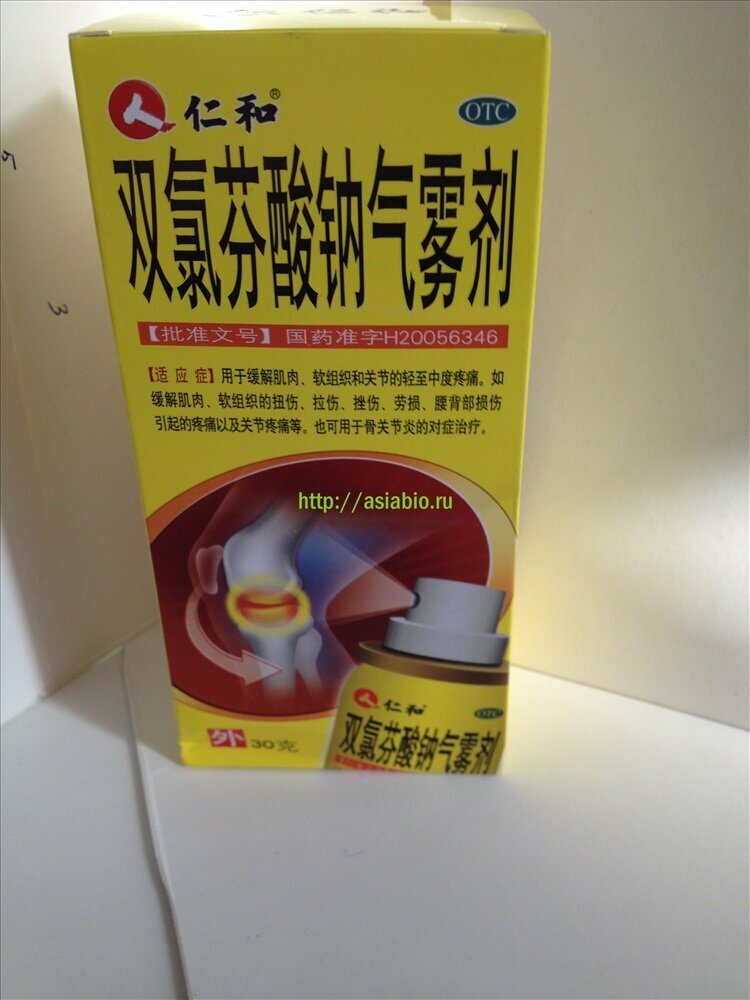 仁和®
OTC
双氯芬酸钠气雾剂
【批准文号】国药准字H20056346
【适应症】用于缓解肌肉、软组织和关节的轻至中度疼痛。如
缓解肌肉、软组织的扭伤、拉伤、挫伤、劳损、腰背部损伤
引起的疼痛以及关节疼痛等。也可用于骨关节炎的对症治疗。
http://asiabio.ru
仁和
OTC
双氯芬酸钠气雾剂
外 30克
3